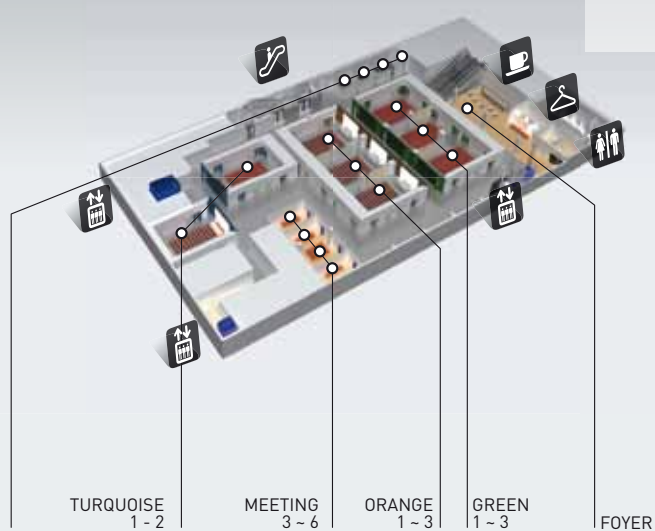 TURQUOISE
1 - 2
MEETING
3 ~ 6
ORANGE
1 ~ 3
GREEN
1 ~ 3
FOYER